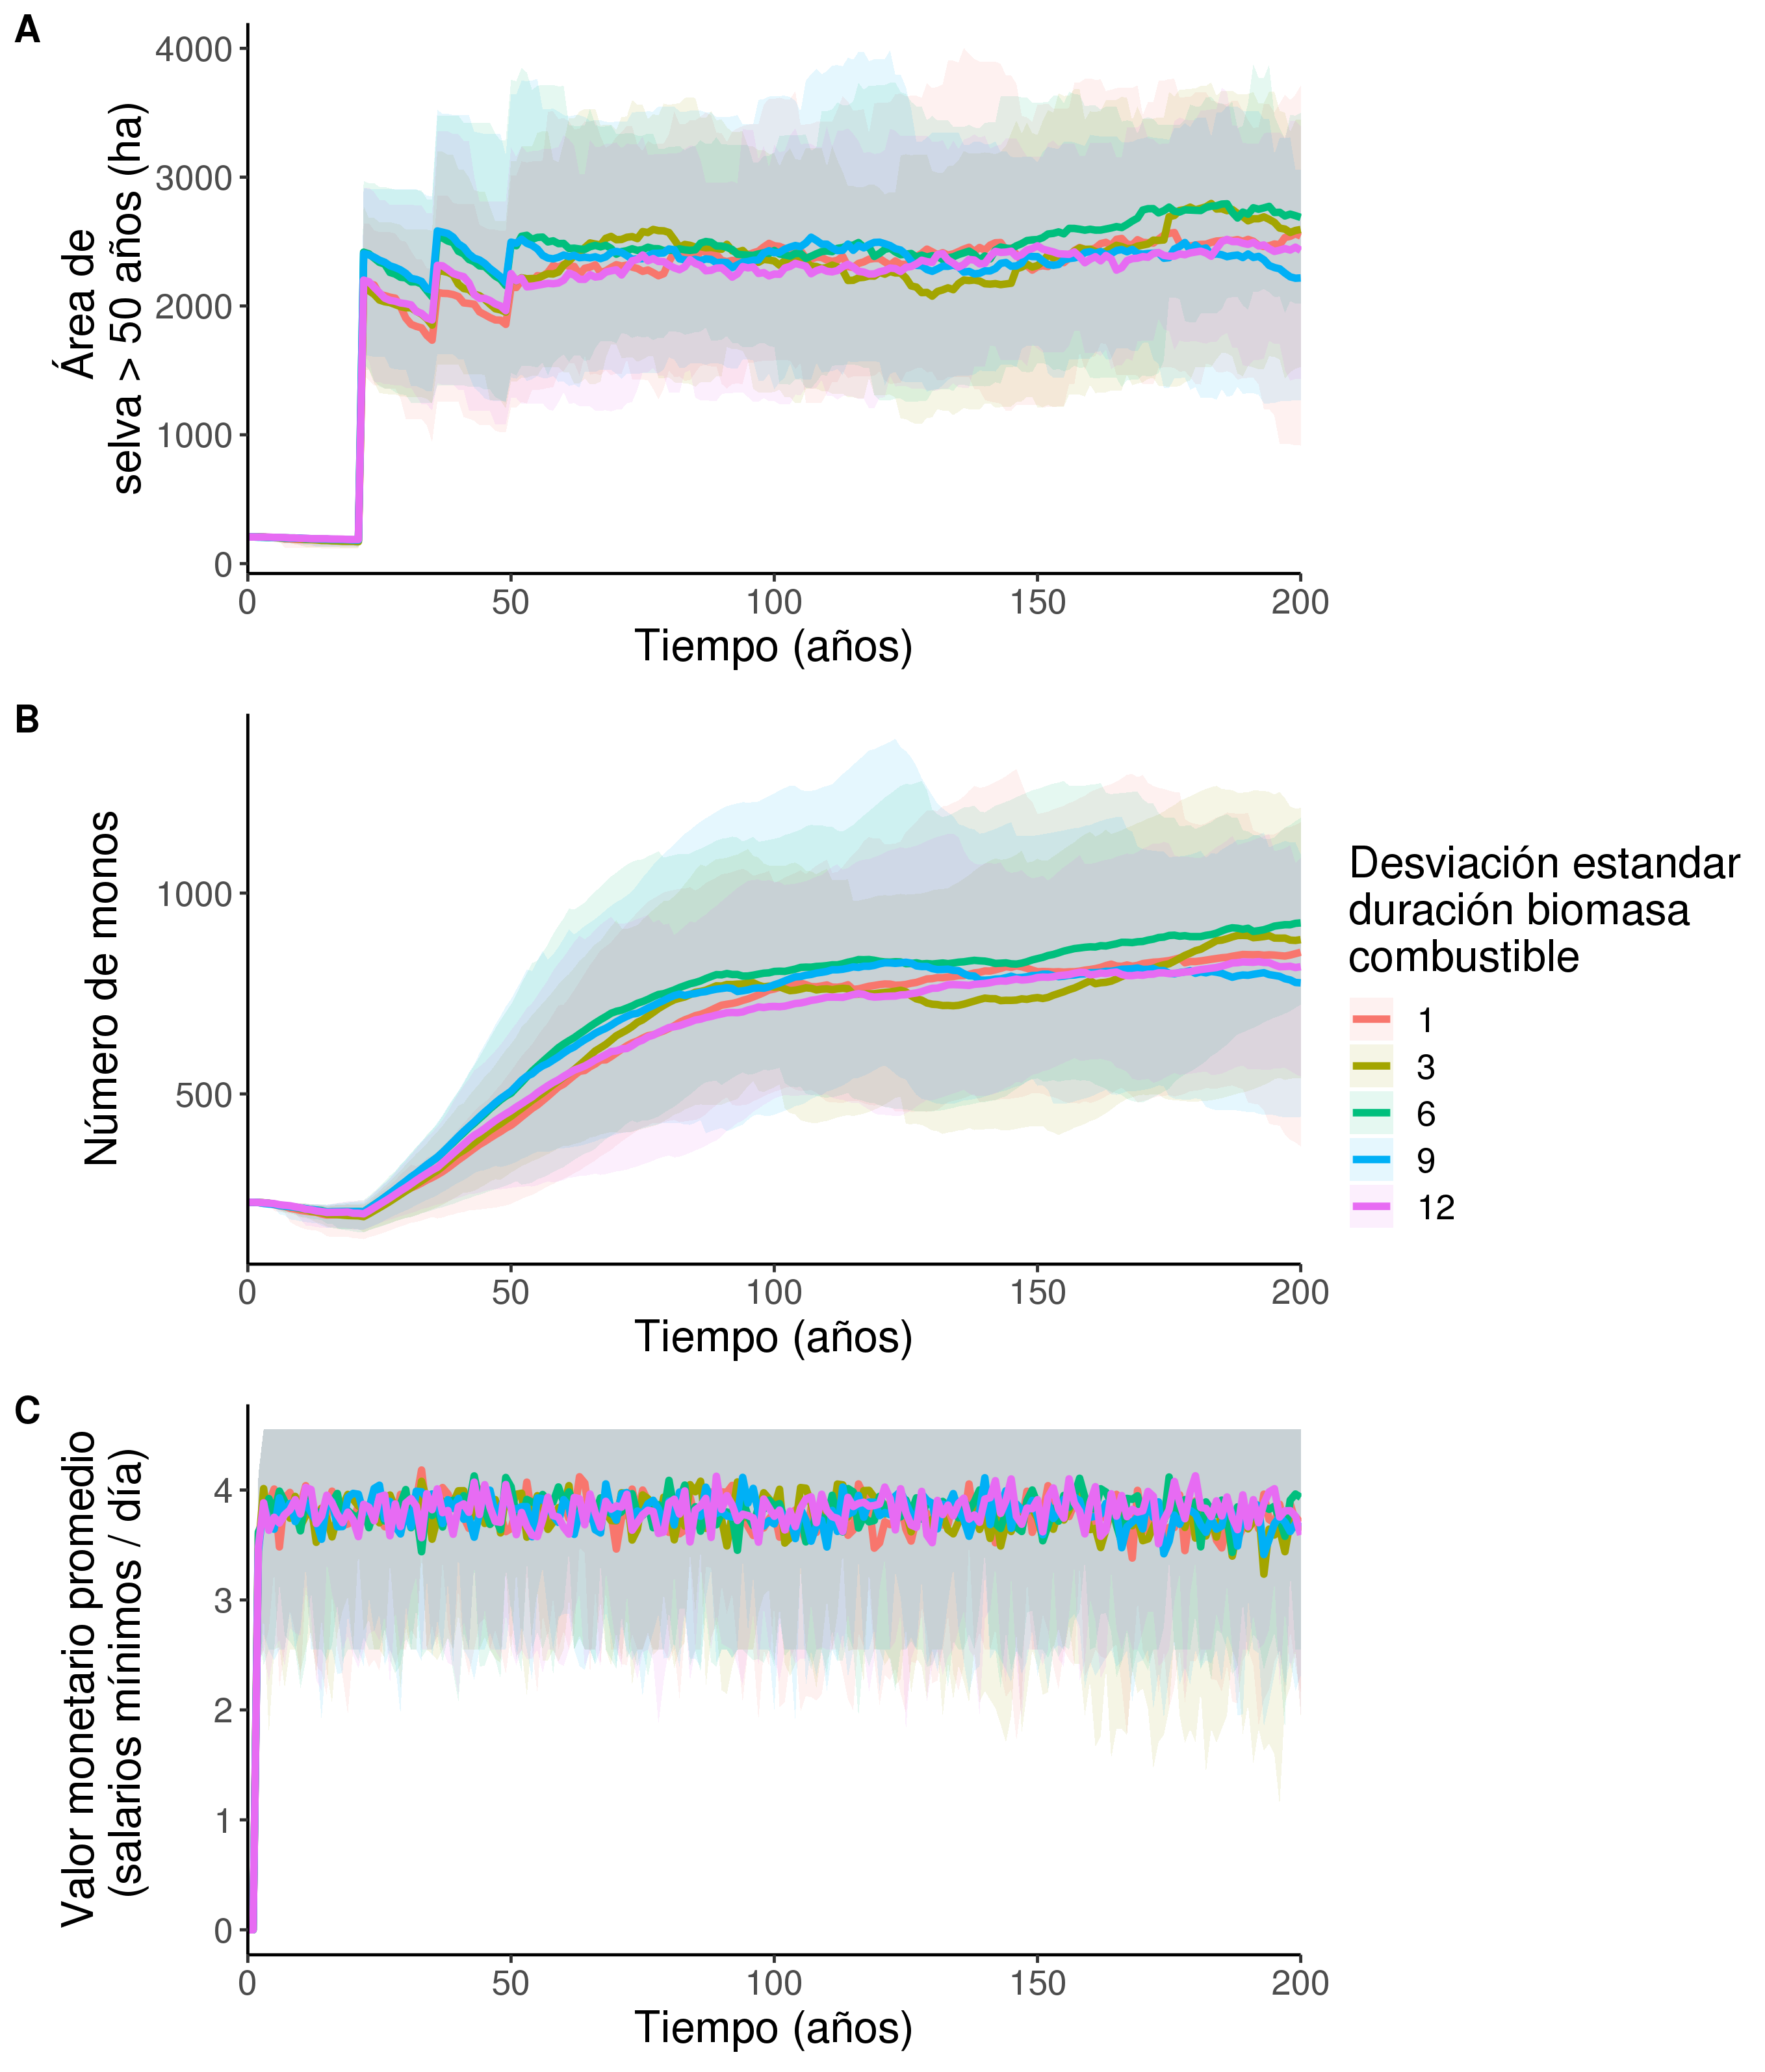 A
Área de
selva > 50 años (ha)
4000
3000
2000
1000
0
0 50 100 150 200
Tiempo (años)
B
Número de monos
1000
500
0 50 100 150 200
Tiempo (años)
Desviación estandar
duración biomasa
combustible
1
3
6
9
12
C
Valor monetario promedio
(salarios mínimos / día)
4
3
2
1
0
0 50 100 150 200
Tiempo (años)